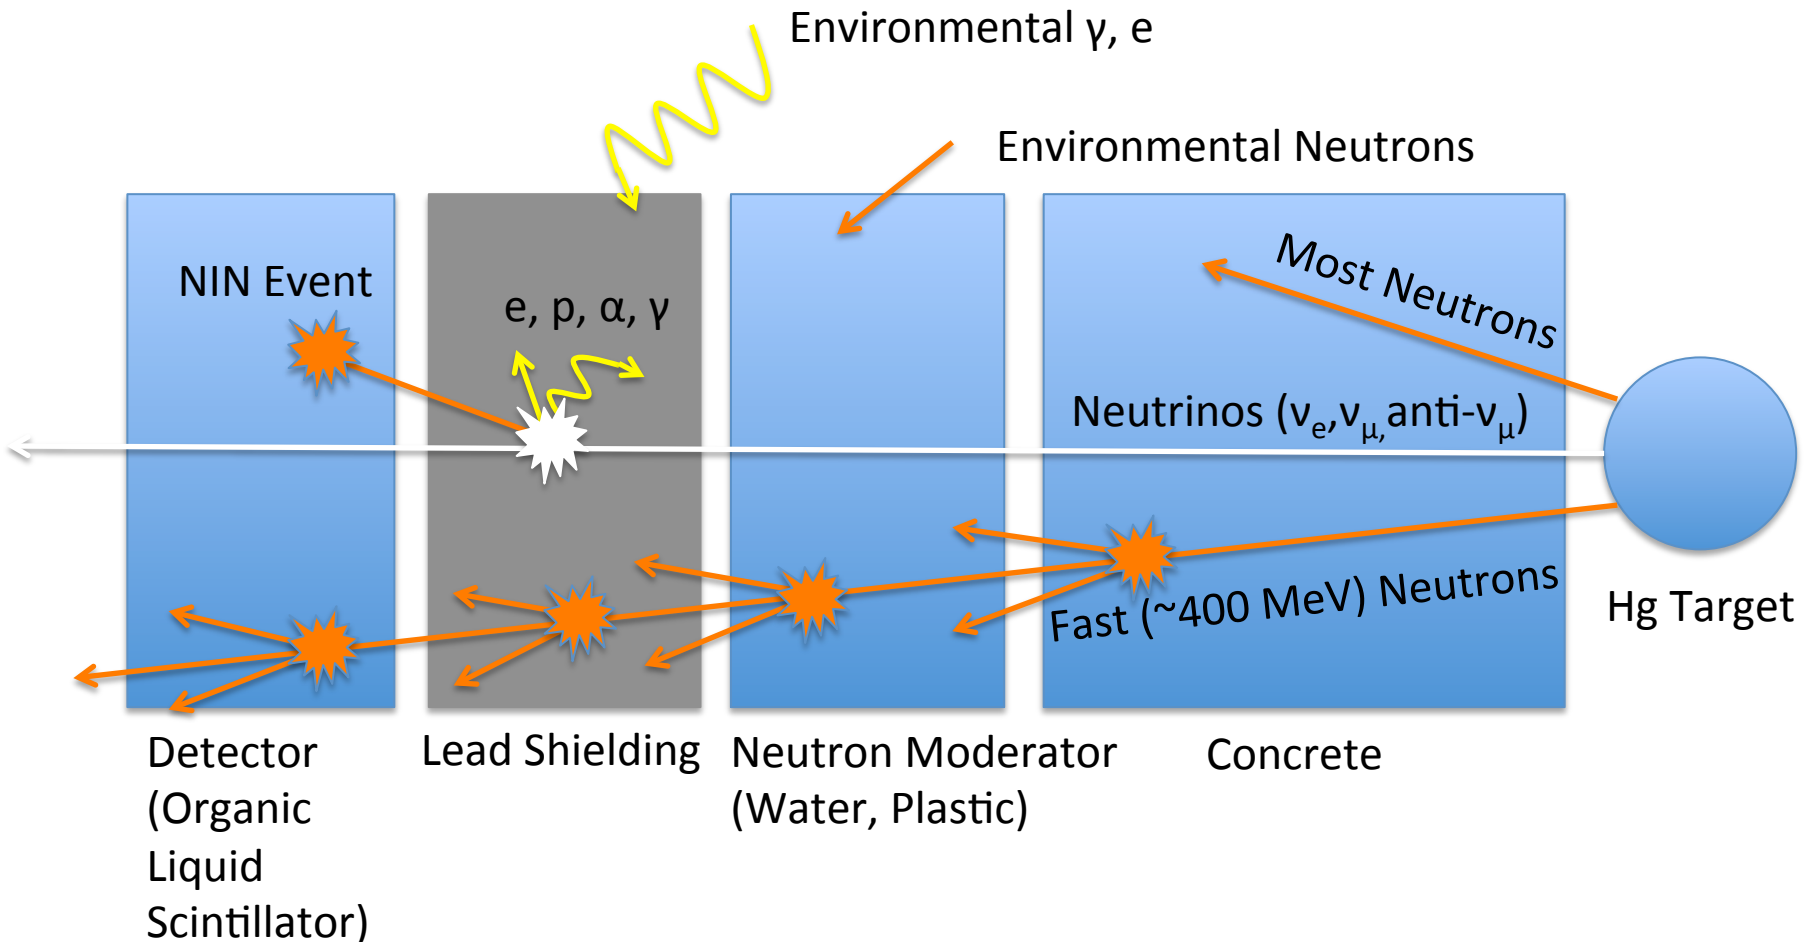 Environmental γ, e
Environmental Neutrons
NIN Event
e, p, α, γ
Most Neutrons
Neutrinos (νe,νμ,anti-νμ)
Fast (~400 MeV) Neutrons
Hg Target
Detector
(Organic
Liquid
Scintillator)
Lead Shielding
Neutron Moderator
(Water, Plastic)
Concrete